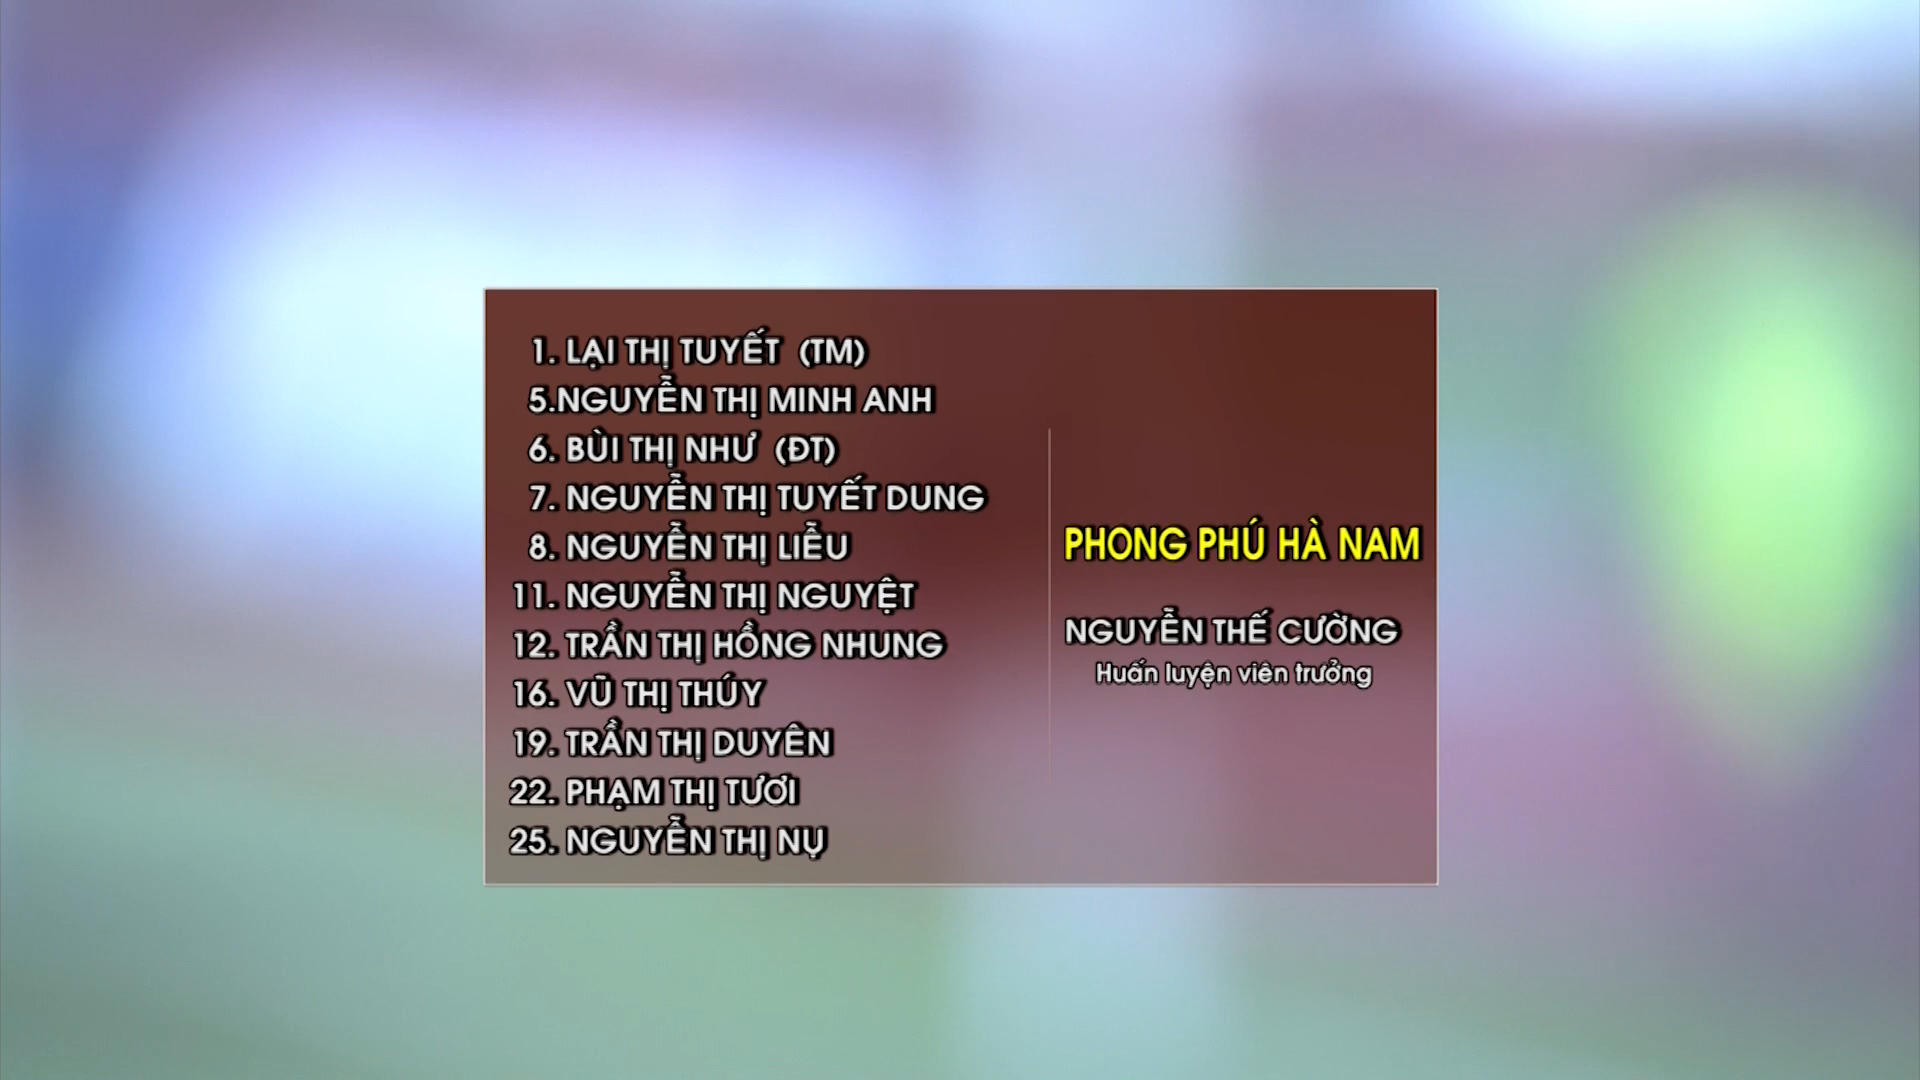 1. LẠI THỊ TUYẾT (TM)
5.NGUYỄN THỊ MINH ANH
6. BÙI THỊ NHƯ (ĐT)
7. NGUYỄN THỊ TUYẾT DUNG
8. NGUYỄN THỊ LIỄU
11. NGUYỄN THỊ NGUYỆT
12. TRẦN THỊ HỒNG NHUNG
16. VŨ THỊ THÚY
19. TRẦN THỊ DUYÊN
22. PHẠM THỊ TƯƠI
25. NGUYỄN THỊ NỤ
PHONG PHÚ HÀ NAM
NGUYỄN THẾ CƯỜNG
Huấn luyện viên trưởng